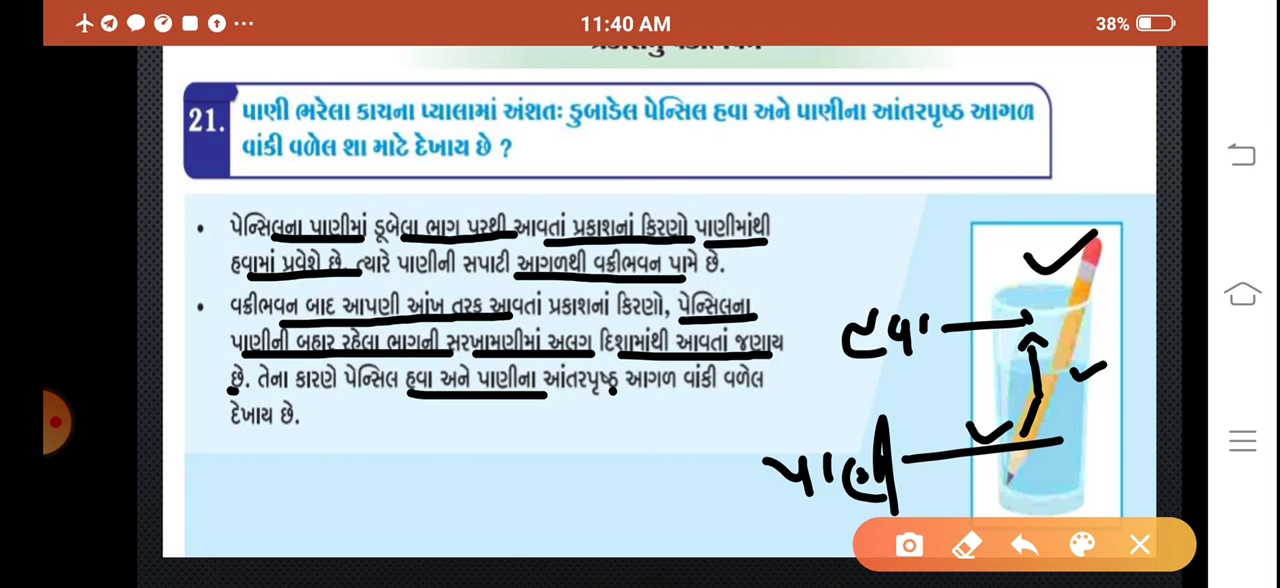 11:40 AM
38%
21.
પાણી ભરેલા કાચના પ્યાલામાં અંશતઃ ડુબાડેલ પેન્સિલ હવા અને પાણીના આંતરપૃષ્ઠ આગળ
વાંકી વળેલ શા માટે દેખાય છે ?
• પેન્સિલના પાણીમાં ડૂબેલા ભાગ પરથી આવતાં પ્રકાશનાં કિરણો પાણીમાંથી
હવામાં પ્રવેશે છે. ત્યારે પાણીની સપાટી આગળથી વક્રીભવન પામે છે.
• વક્રીભવન બાદ આપણી આંખ તરફ આવતાં પ્રકાશનાં કિરણો, પેન્સિલના
પાણીની બહાર રહેલા ભાગની સરખામણીમાં અલગ દિશામાંથી આવતાં જણાય
છે. તેના કારણે પેન્સિલ હવા અને પાણીના આંતરપૃષ્ઠ આગળ વાંકી વળેલ
દેખાય છે.
હવા
પાણી